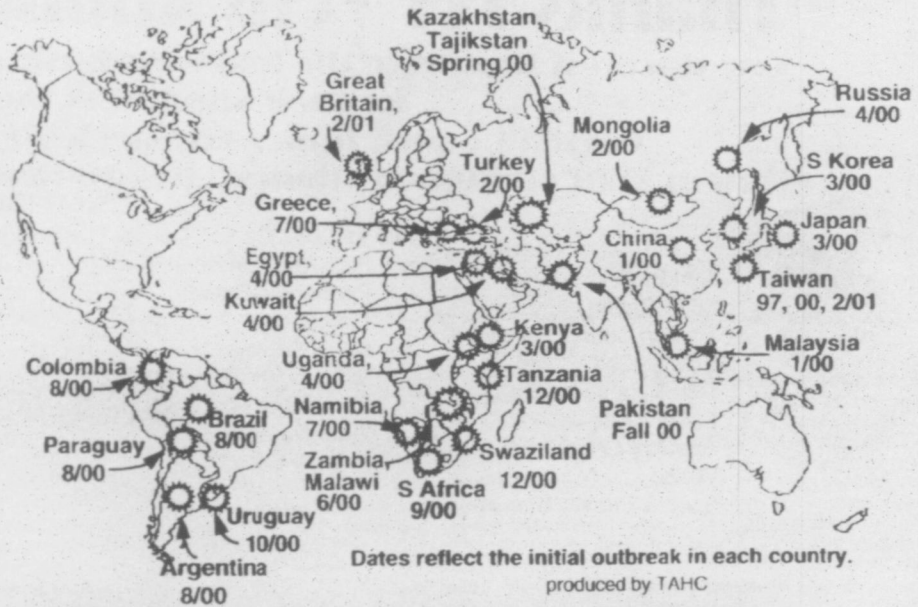 Kazakhstan,
Tajikstan
Spring 00
Great
Britain,
2/01
Russia
4/00
Mongolia
2/00
Turkey
2/00
S Korea
3/00
Greece,
7/00
Japan
3/00
China
1/00
Egypt,
4/00
Taiwan
97, 00, 2/01
Kuwait,
4/00
Kenya
3/00
Malaysia
1/00
Uganda,
4/00
Colombia
8/00
Tanzania
12/00
Namibia,
7/00
Pakistan
Fall 00
Brazil
8/00
Paraguay
8/00
Swaziland
12/00
Zambia,
Malawi
6/00
S Africa
9/00
Uruguay
10/00
Argentina
8/00
Dates reflect the initial outbreak in each country.
produced by TAHC